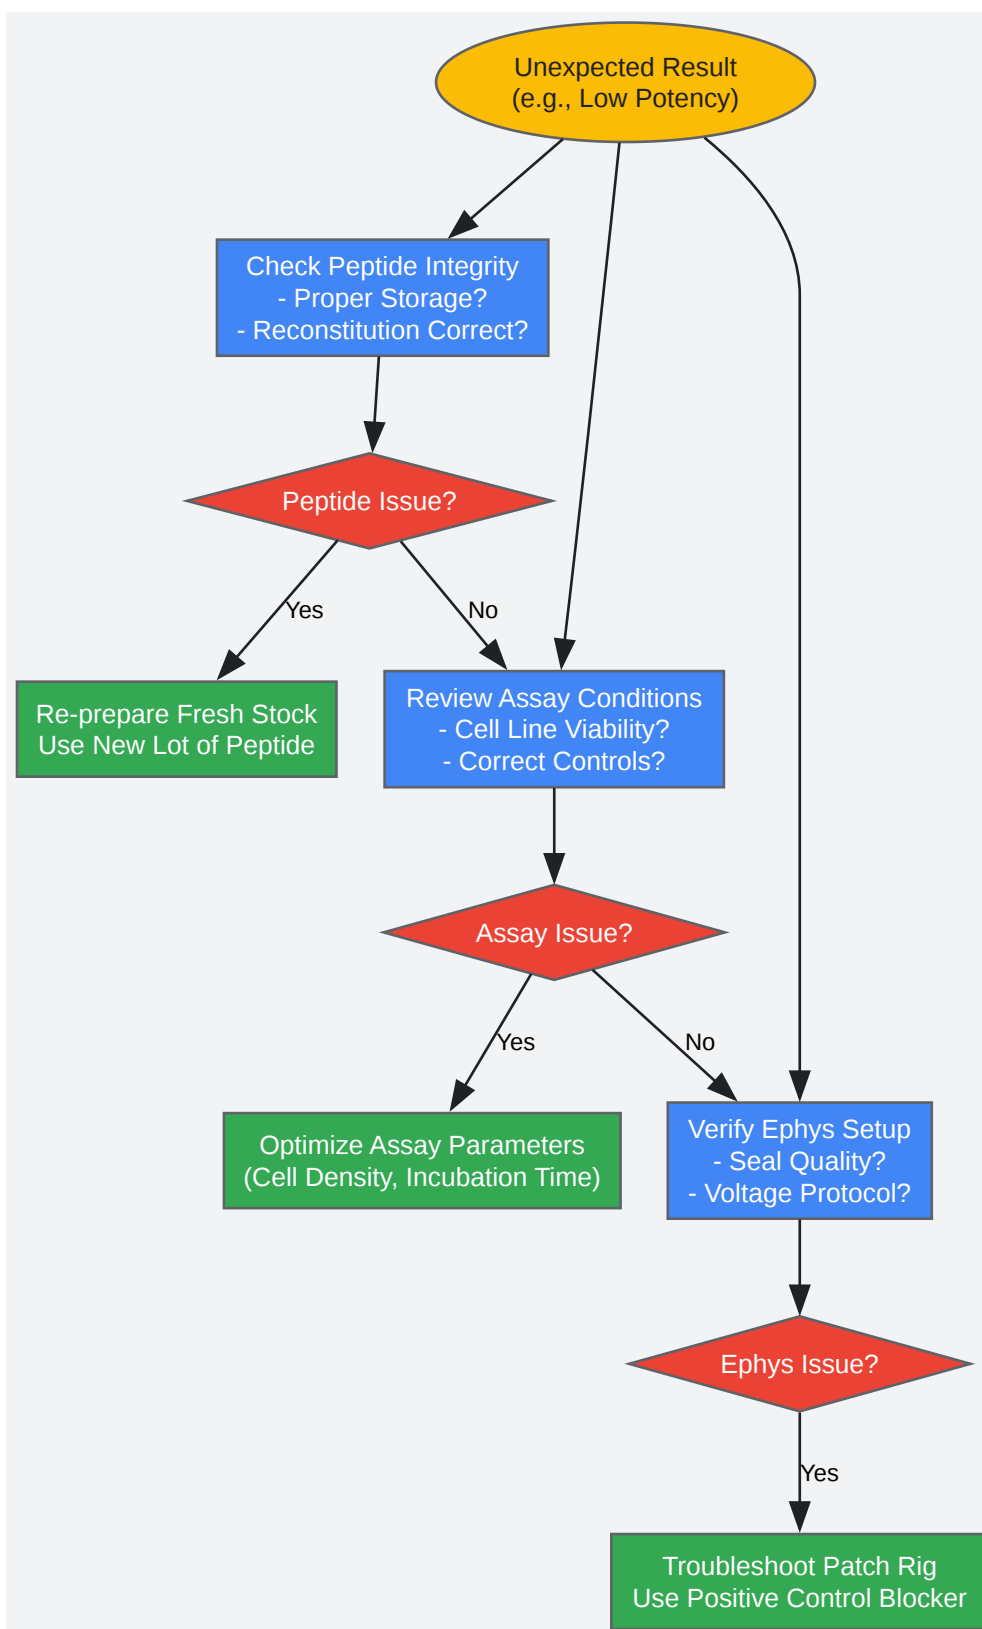 Unexpected Result
(e.g., Low Potency)
Check Peptide Integrity
- Proper Storage?
- Reconstitution Correct?
Peptide Issue?
Yes
No
Re-prepare Fresh Stock
Use New Lot of Peptide
Review Assay Conditions
- Cell Line Viability?
- Correct Controls?
Assay Issue?
Yes
No
Optimize Assay Parameters
(Cell Density, Incubation Time)
Verify Ephys Setup
- Seal Quality?
- Voltage Protocol?
Ephys Issue?
Yes
Troubleshoot Patch Rig
Use Positive Control Blocker